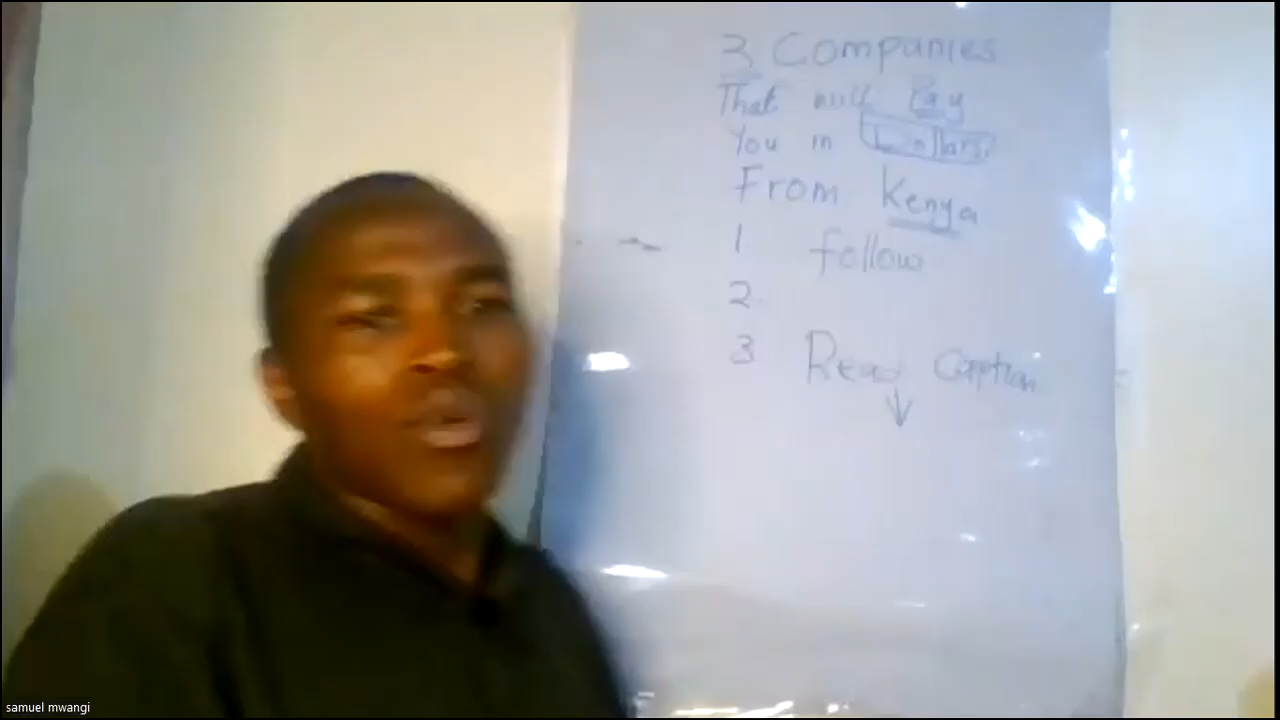 3 Companies
That will Pay
You in Dollars.
From Kenya
1 follow
2.
3 Read Caption
samuel mwangi